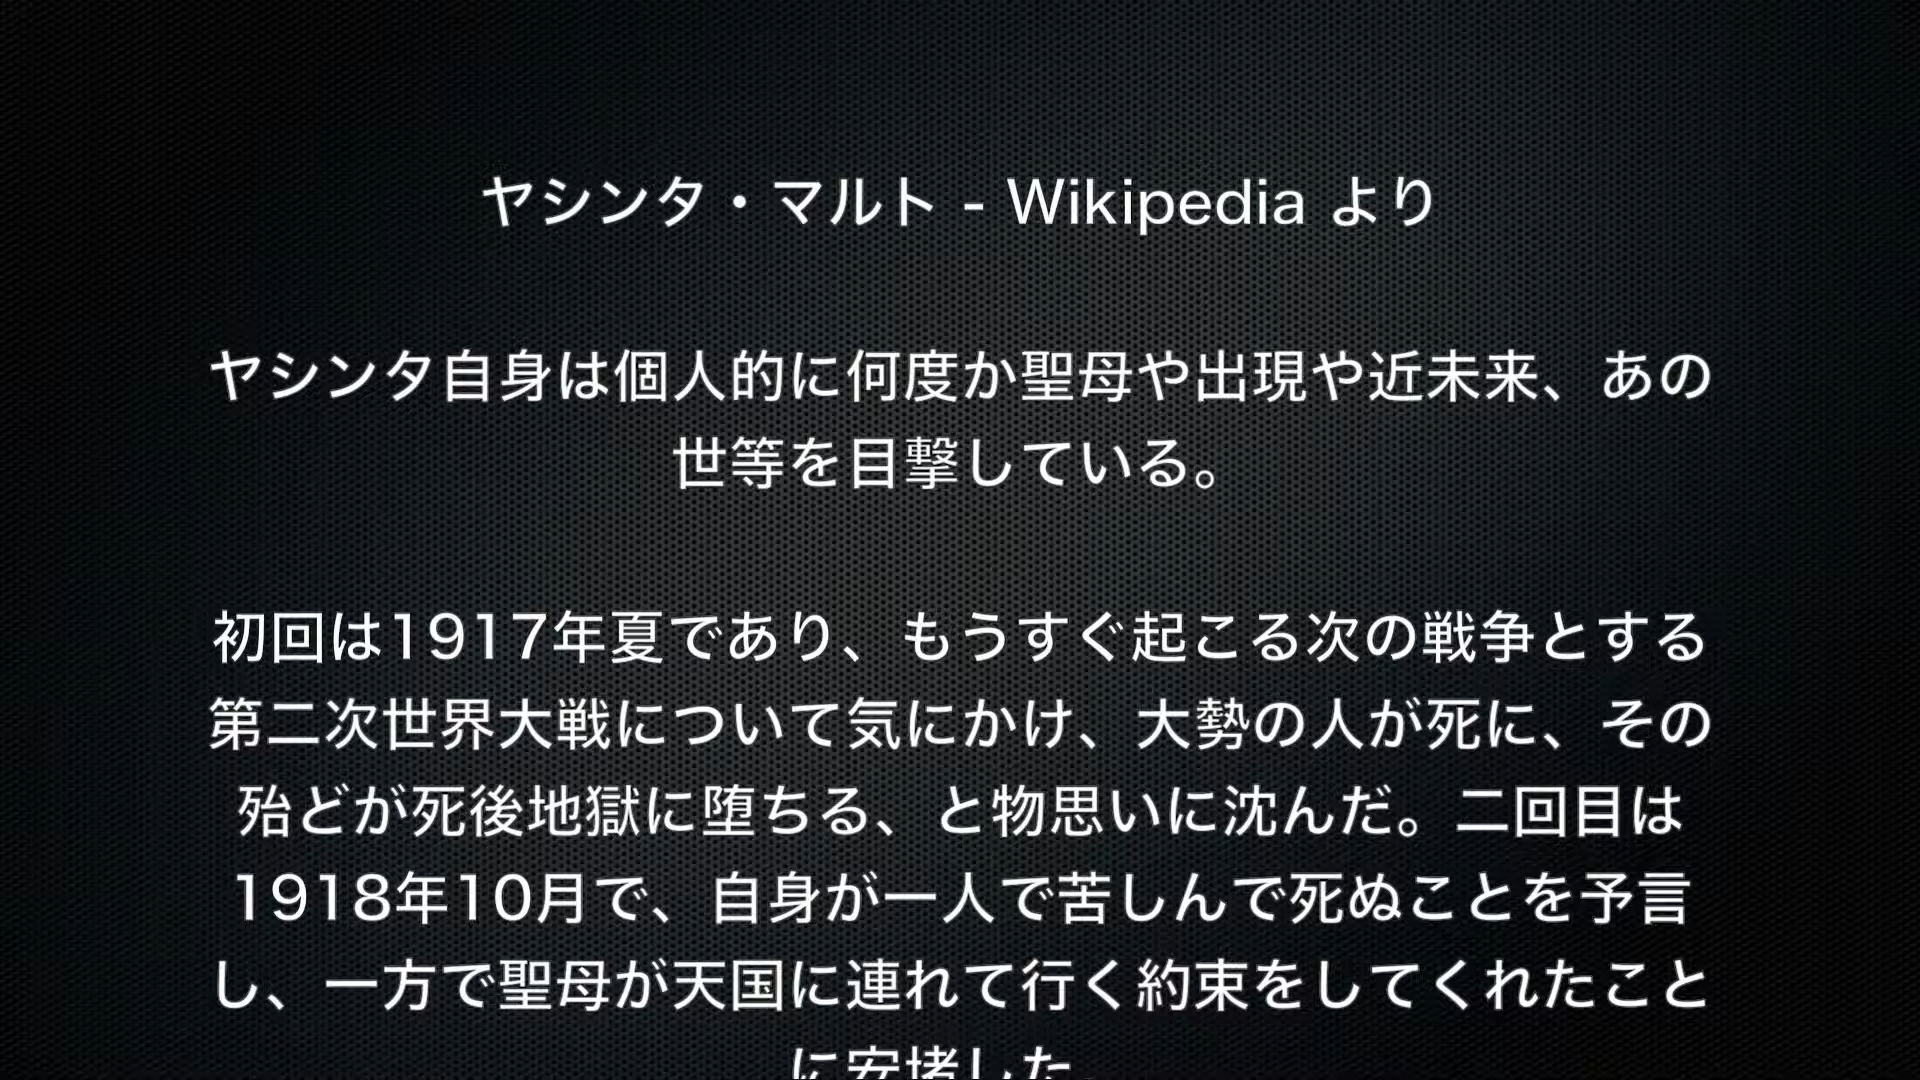 ヤシンタ・マルト - Wikipedia より
ヤシンタ自身は個人的に何度か聖母や出現や近未来、あの
世等を目撃している。
初回は1917年夏であり、もうすぐ起こる次の戦争とする
第二次世界大戦について気にかけ、大勢の人が死に、その
殆どが死後地獄に堕ちる、と物思いに沈んだ。二回目は
1918年10月で、自身が一人で苦しんで死ぬことを予言
し、一方で聖母が天国に連れて行く約束をしてくれたこと
に安堵した。